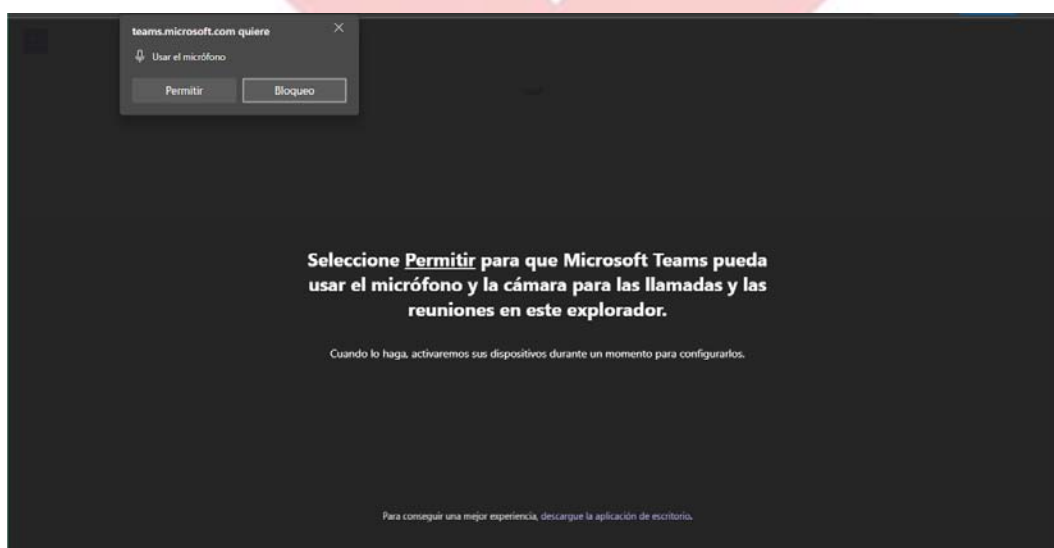 teams.microsoft.com quiere
Usar el micrófono
Permitir
Bloqueo
Seleccione Permitir para que Microsoft Teams pueda
usar el micrófono y la cámara para las llamadas y las
reuniones en este explorador.
Cuando lo haga, activaremos sus dispositivos durante un momento para configurarlos.
Para conseguir una mejor experiencia, descargue la aplicación de escritorio.